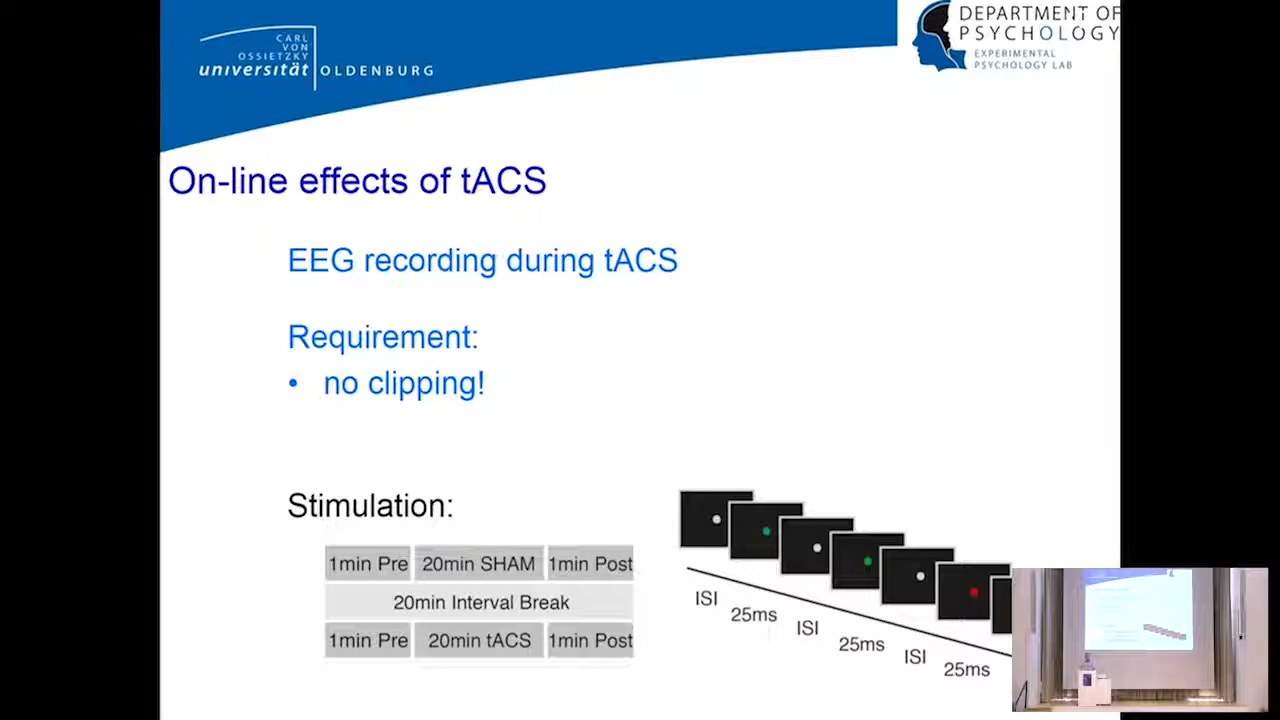 CARL
VON
OSSIETZKY
universität OLDENBURG
DEPARTMENT OF
PSYCHOLOGY
EXPERIMENTAL
PSYCHOLOGY LAB
On-line effects of tACS
EEG recording during tACS
Requirement:
• no clipping!
Stimulation:
1min Pre 20min SHAM 1min Post
20min Interval Break
1min Pre 20min tACS 1min Post
ISI
25ms
ISI
25ms
ISI
25ms